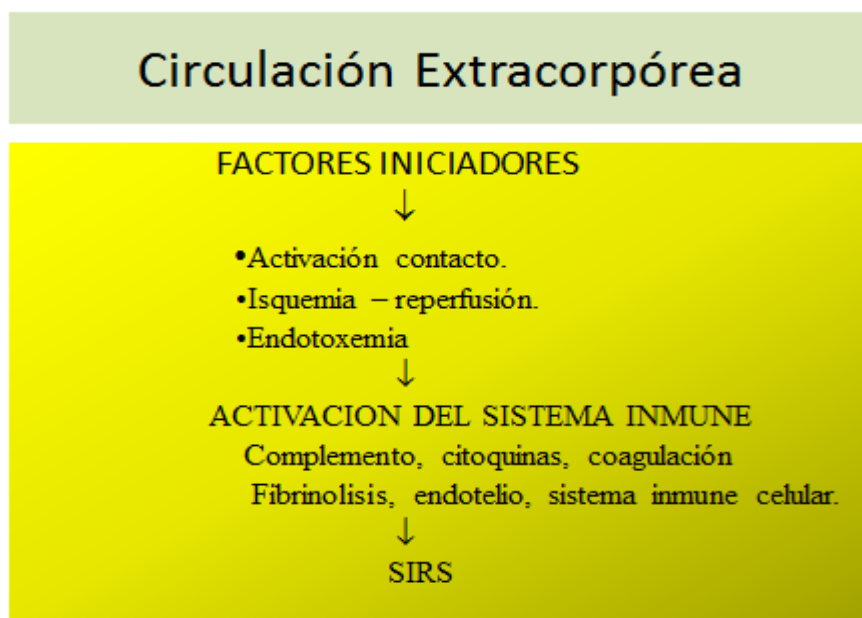 Circulación Extracorpórea
FACTORES INICIADORES
↓
•Activación contacto.
•Isquemia – reperfusión.
•Endotoxemia
↓
ACTIVACION DEL SISTEMA INMUNE
Complemento, citoquinas, coagulación
Fibrinolisis, endotelio, sistema inmune celular.
↓
SIRS